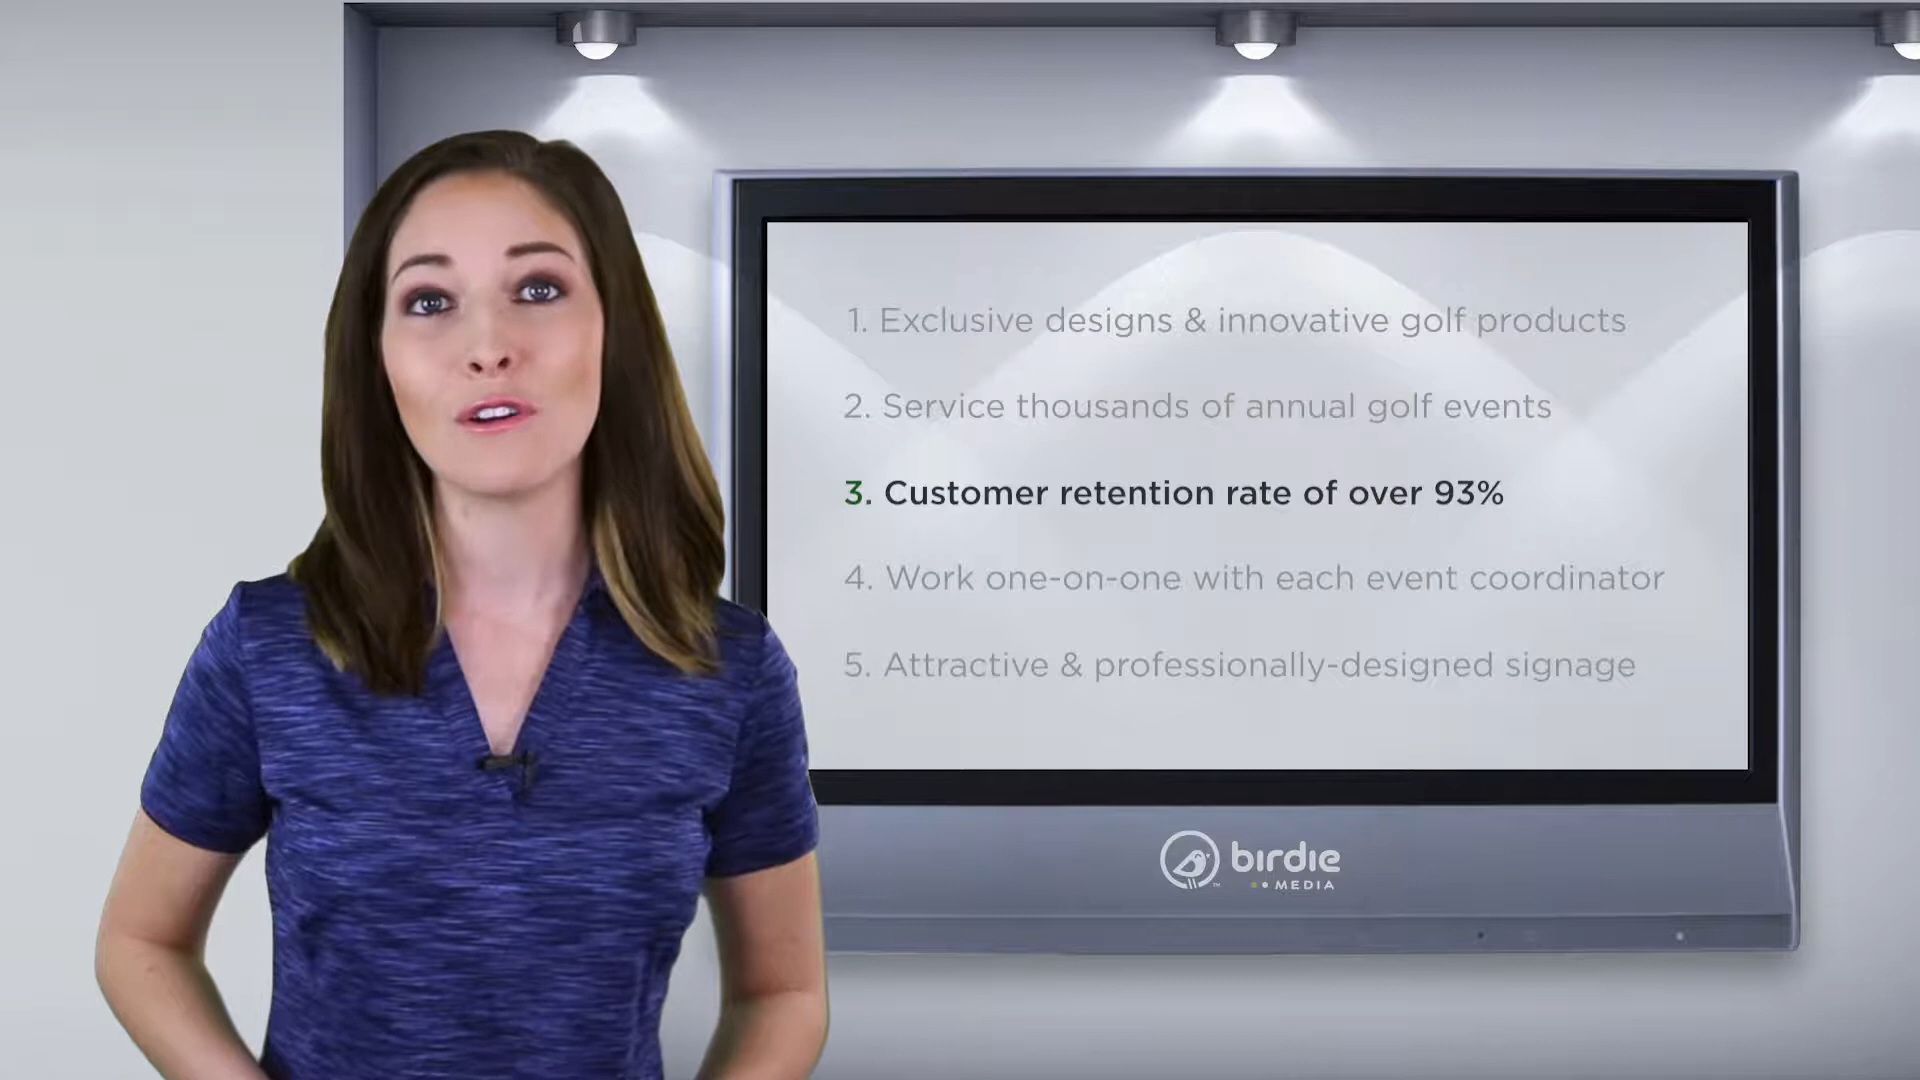 1. Exclusive designs & innovative golf products
2. Service thousands of annual golf events
3. Customer retention rate of over 93%
4. Work one-on-one with each event coordinator
5. Attractive & professionally-designed signage
birdie
MEDIA